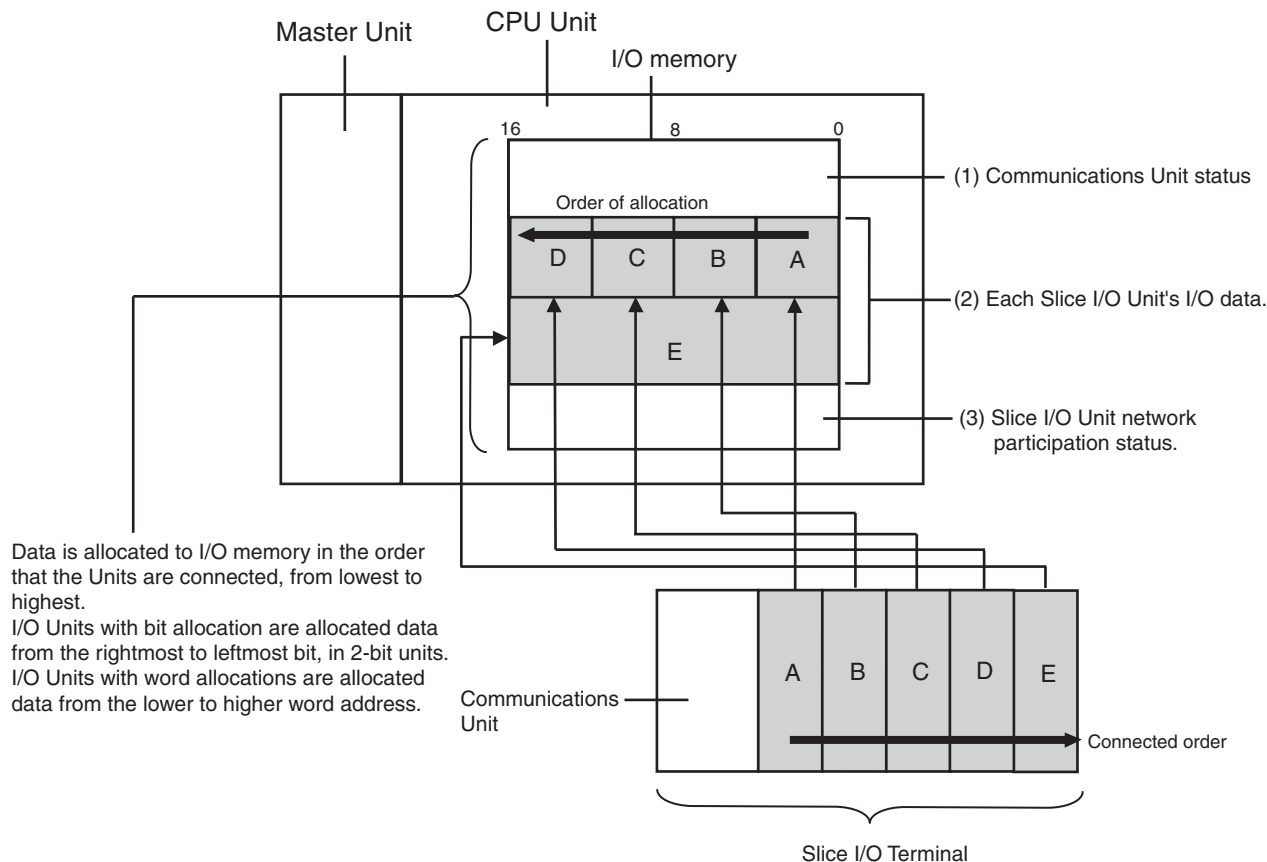 Master Unit
CPU Unit
I/O memory
16
8
0
(1) Communications Unit status
Order of allocation
D
C
B
A
(2) Each Slice I/O Unit's I/O data.
E
(3) Slice I/O Unit network
participation status.
Data is allocated to I/O memory in the order
that the Units are connected, from lowest to
highest.
I/O Units with bit allocation are allocated data
from the rightmost to leftmost bit, in 2-bit units.
I/O Units with word allocations are allocated
data from the lower to higher word address.
A
B
C
D
E
Communications
Unit
Connected order
Slice I/O Terminal